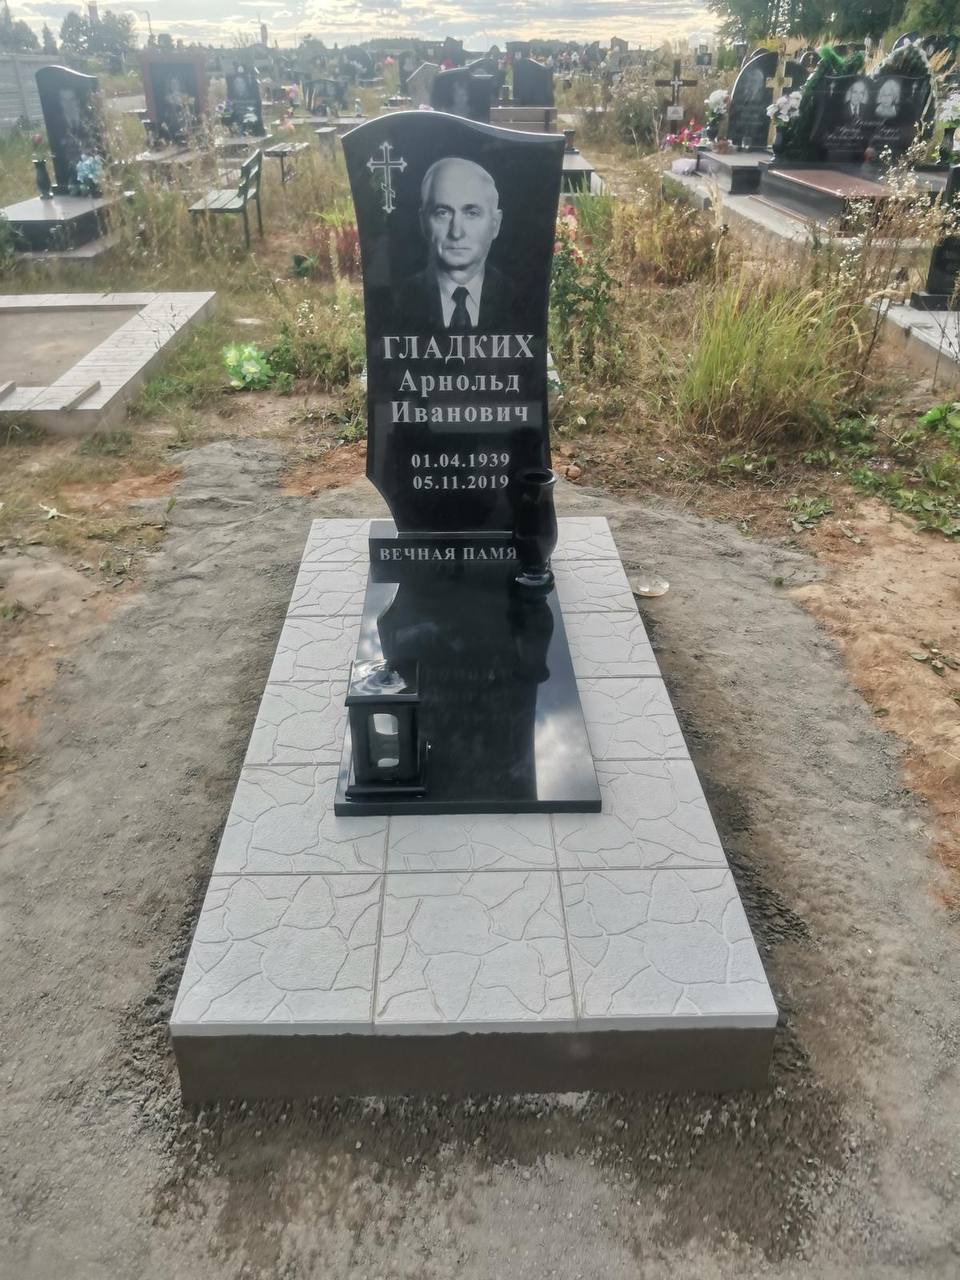 ГЛАДКИХ
Арнольд
Иванович
01.04.1939
05.11.2019
ВЕЧНАЯ ПАМЯ